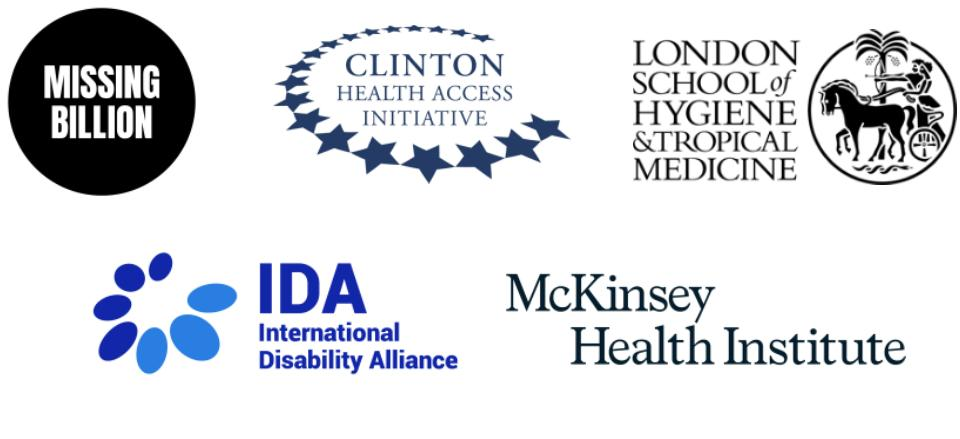 MISSING
BILLION
CLINTON
HEALTH ACCESS
INITIATIVE
LONDON
SCHOOL of
HYGIENE
&TROPICAL
MEDICINE
IDA
International
Disability Alliance
McKinsey
Health Institute